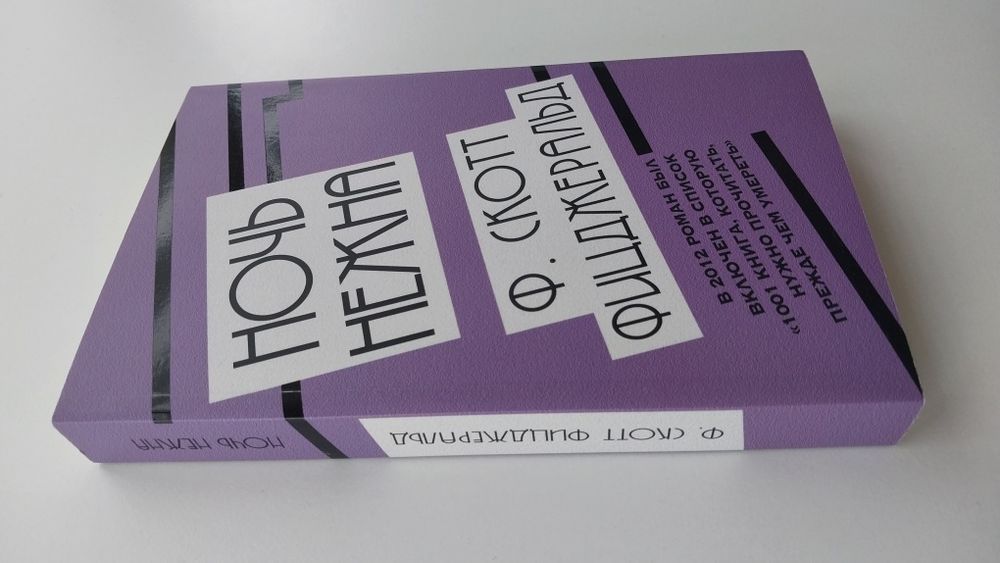 НОЧЬ
НЕЖНА
Ф. СКОТТ
ФИЦДЖЕРАЛЬД
В 2012 РОМАН БЫЛ
ВКЛЮЧЕН В СПИСОК
«1001 КНИГА, КОТОРУЮ
НУЖНО ПРОЧИТАТЬ,
ПРЕЖДЕ ЧЕМ УМЕРЕТЬ»
НОЧЬ НЕЖНА
Ф. СКОТТ ФИЦДЖЕРАЛЬД